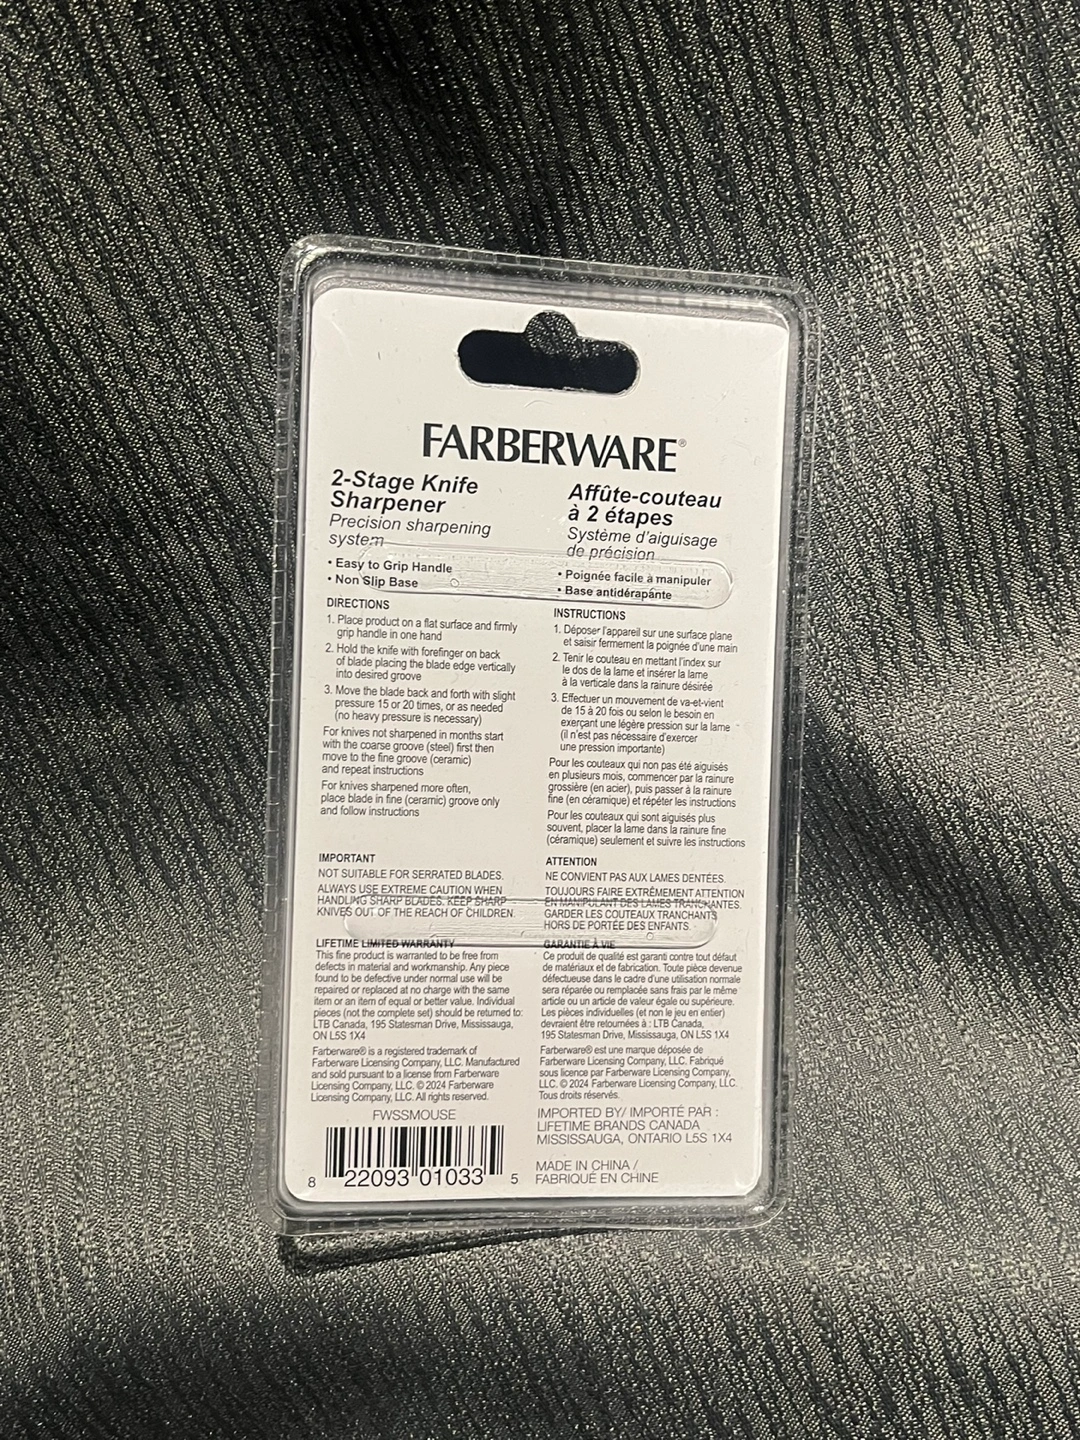 FARBERWARE®
2-Stage Knife
Sharpener
Precision sharpening
system
• Easy to Grip Handle
• Non Slip Base
DIRECTIONS
1. Place product on a flat surface and firmly
grip handle in one hand
2. Hold the knife with forefinger on back
of blade placing the blade edge vertically
into desired groove
3. Move the blade back and forth with slight
pressure 15 or 20 times, or as needed
(no heavy pressure is necessary)
For knives not sharpened in months start
with the coarse groove (steel) first then
move to the fine groove (ceramic)
and repeat instructions
For knives sharpened more often,
place blade in fine (ceramic) groove only
and follow instructions
IMPORTANT
NOT SUITABLE FOR SERRATED BLADES.
ALWAYS USE EXTREME CAUTION WHEN
HANDLING SHARP BLADES. KEEP SHARP
KNIVES OUT OF THE REACH OF CHILDREN.
LIFETIME LIMITED WARRANTY
This fine product is warranted to be free from
defects in material and workmanship. Any piece
found to be defective under normal use will be
repaired or replaced at no charge with the same
item or an item of equal or better value. Individual
pieces (not the complete set) should be returned to:
LTB Canada, 195 Statesman Drive, Mississauga,
ON L5S 1X4
Farberware® is a registered trademark of
Farberware Licensing Company, LLC. Manufactured
and sold pursuant to a license from Farberware
Licensing Company, LLC. © 2024 Farberware
Licensing Company, LLC. All rights reserved.
FWSSMOUSE
8 22093 01033 5
Affûte-couteau
à 2 étapes
Système d'aiguisage
de précision
• Poignée facile à manipuler
• Base antidérapante
INSTRUCTIONS
1. Déposer l'appareil sur une surface plane
et saisir fermement la poignée d'une main
2. Tenir le couteau en mettant l'index sur
le dos de la lame et insérer la lame
à la verticale dans la rainure désirée
3. Effectuer un mouvement de va-et-vient
de 15 à 20 fois ou selon le besoin en
exerçant une légère pression sur la lame
(il n'est pas nécessaire d'exercer
une pression importante)
Pour les couteaux qui non pas été aiguisés
en plusieurs mois, commencer par la rainure
grossière (en acier), puis passer à la rainure
fine (en céramique) et répéter les instructions
Pour les couteaux qui sont aiguisés plus
souvent, placer la lame dans la rainure fine
(céramique) seulement et suivre les instructions
ATTENTION
NE CONVIENT PAS AUX LAMES DENTÉES.
TOUJOURS FAIRE EXTRÊMEMENT ATTENTION
EN MANIPULANT DES LAMES TRANCHANTES.
GARDER LES COUTEAUX TRANCHANTS
HORS DE PORTÉE DES ENFANTS.
GARANTIE À VIE
Ce produit de qualité est garanti contre tout défaut
de matériaux et de fabrication. Toute pièce devenue
défectueuse dans le cadre d'une utilisation normale
sera réparée ou remplacée sans frais par le même
article ou un article de valeur égale ou supérieure.
Les pièces individuelles (et non le jeu en entier)
devraient être retournées à : LTB Canada,
195 Statesman Drive, Mississauga, ON L5S 1X4
Farberware® est une marque déposée de
Farberware Licensing Company, LLC. Fabriqué
sous licence par Farberware Licensing Company,
LLC. © 2024 Farberware Licensing Company, LLC.
Tous droits réservés.
IMPORTED BY/ IMPORTÉ PAR :
LIFETIME BRANDS CANADA
MISSISSAUGA, ONTARIO L5S 1X4
MADE IN CHINA /
FABRIQUÉ EN CHINE